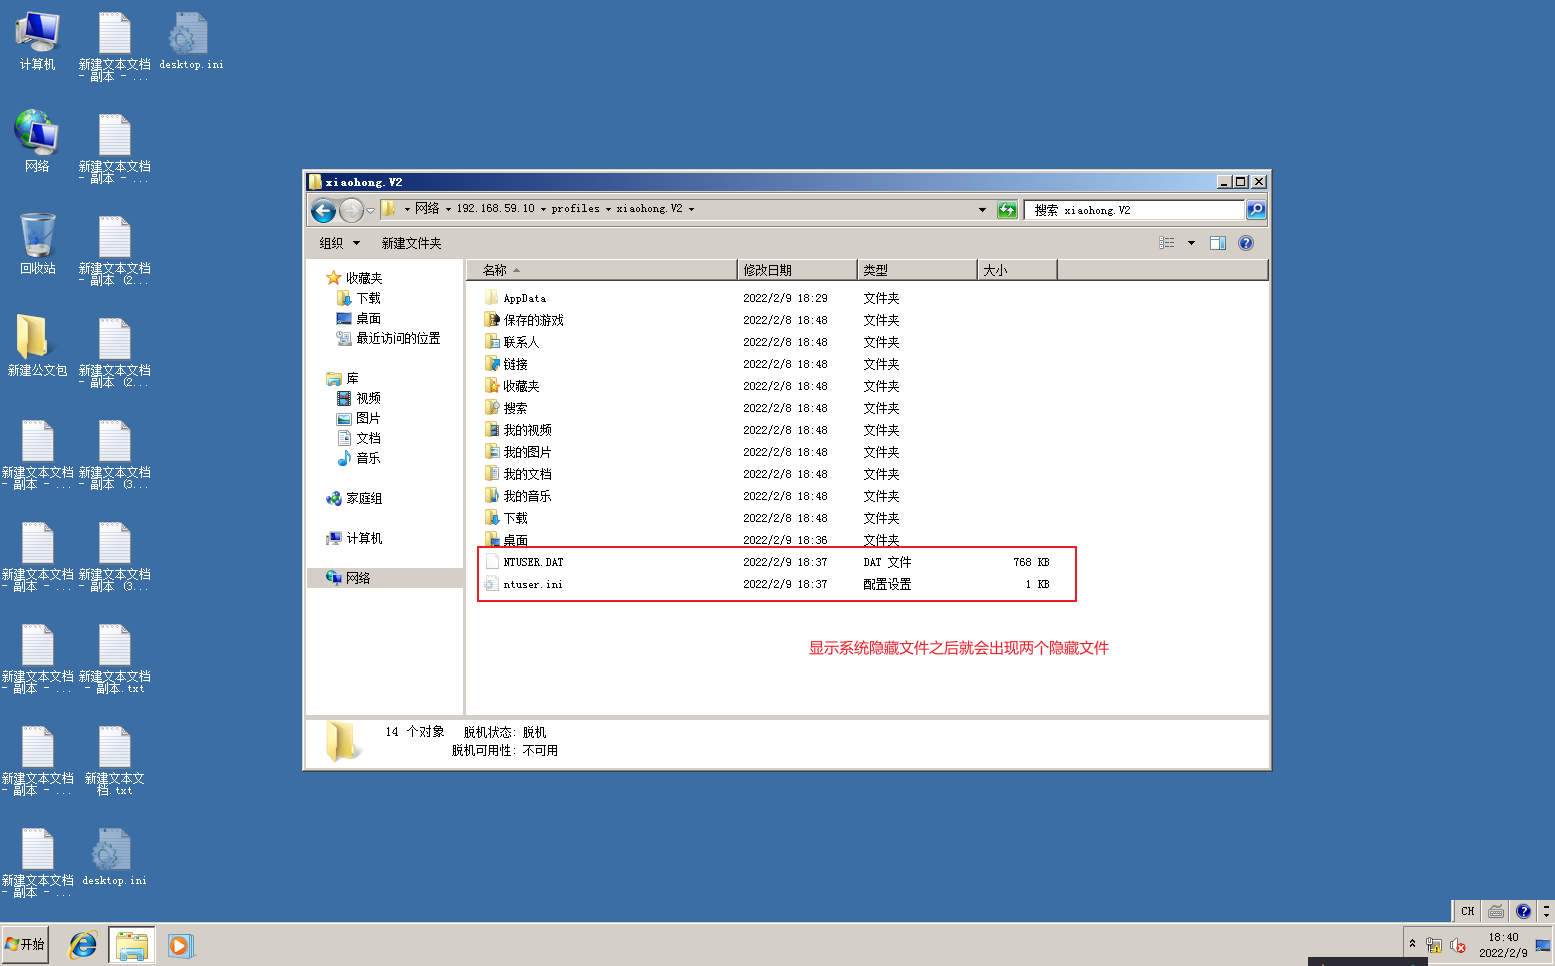 计算机
新建文本文档
- 副本 - ...
desktop.ini
网络
新建文本文档
- 副本 - ...
回收站
新建文本文档
- 副本 (2...
新建公文包
新建文本文档
- 副本 (2...
新建文本文档
- 副本 - ...
新建文本文档
- 副本 (3...
新建文本文档
- 副本 - ...
新建文本文档
- 副本 (3...
新建文本文档
- 副本 - ...
新建文本文档
- 副本.txt
新建文本文档
- 副本 - ...
新建文本文
档.txt
新建文本文档
- 副本 - ...
desktop.ini
xiaohong.V2
网络 192.168.59.10 profiles xiaohong.V2
搜索 xiaohong.V2
组织 新建文件夹
收藏夹
下载
桌面
最近访问的位置
库
视频
图片
文档
音乐
家庭组
计算机
网络
名称 修改日期 类型 大小
AppData 2022/2/9 18:29 文件夹
保存的游戏 2022/2/8 18:48 文件夹
联系人 2022/2/8 18:48 文件夹
链接 2022/2/8 18:48 文件夹
收藏夹 2022/2/8 18:48 文件夹
搜索 2022/2/8 18:48 文件夹
我的视频 2022/2/8 18:48 文件夹
我的图片 2022/2/8 18:48 文件夹
我的文档 2022/2/8 18:48 文件夹
我的音乐 2022/2/8 18:48 文件夹
下载 2022/2/8 18:48 文件夹
桌面 2022/2/9 18:36 文件夹
NTUSER.DAT 2022/2/9 18:37 DAT 文件 768 KB
ntuser.ini 2022/2/9 18:37 配置设置 1 KB
显示系统隐藏文件之后就会出现两个隐藏文件
14 个对象 脱机状态: 脱机
脱机可用性: 不可用
CH
开始
18:40
2022/2/9